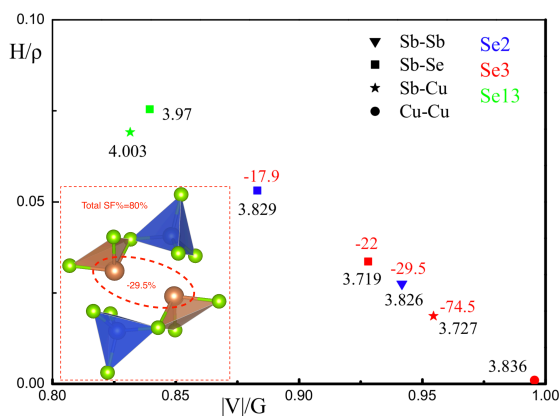 0.10
H/ρ
Sb-Sb Se2
Sb-Se Se3
Sb-Cu Se13
Cu-Cu
3.97
4.003
-17.9
3.829
0.05
Total SF%=80%
-22
3.719
-29.5
3.826
-74.5
3.727
-29.5%
3.836
0.00
0.80 0.85 0.90 0.95 1.00
|V|/G